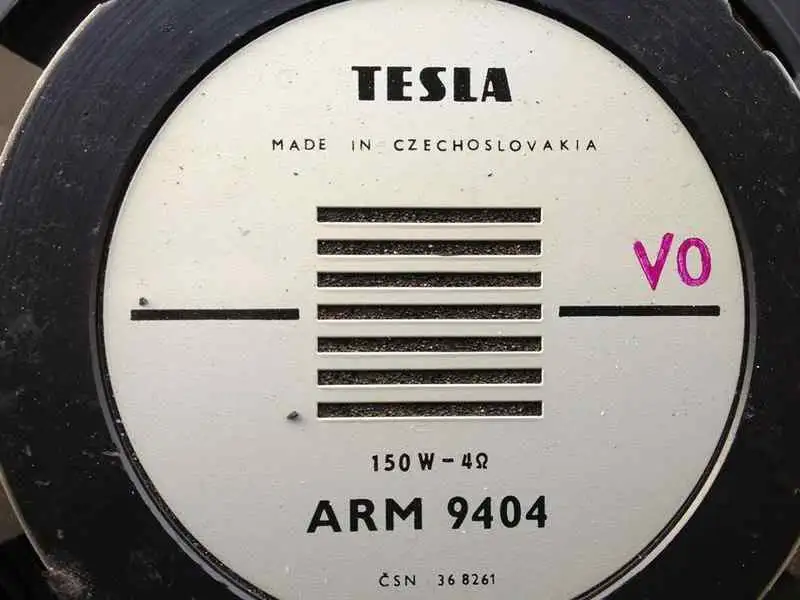 TESLA
MADE IN CZECHOSLOVAKIA
VO
150 W - 4Ω
ARM 9404
ČSN 36 8261